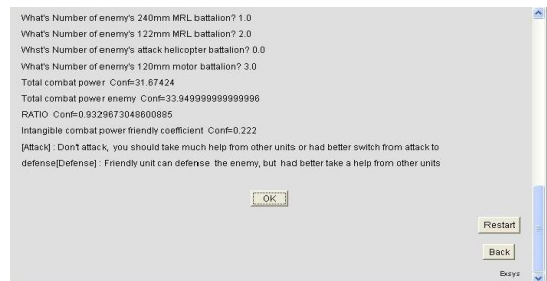 What's Number of enemy's 240mm MRL battalion? 1.0
What's Number of enemy's 122mm MRL battalion? 2.0
Whst's Number of enemy's attack helicopter battalion? 0.0
What's Number of enemy's 120mm motor battalion? 3.0
Total combat power Conf=31.67424
Total combat power enemy Conf=33.949999999999996
RATIO Conf=0.9329673048600885
Intangible combat power friendly coefficient Conf=0.222
[Attack] : Don't attack, you should take much help from other units or had better switch from attack to
defense[Defense] : Friendly unit can defense the enemy, but had better take a help from other units
OK
Restart
Back
Exsys